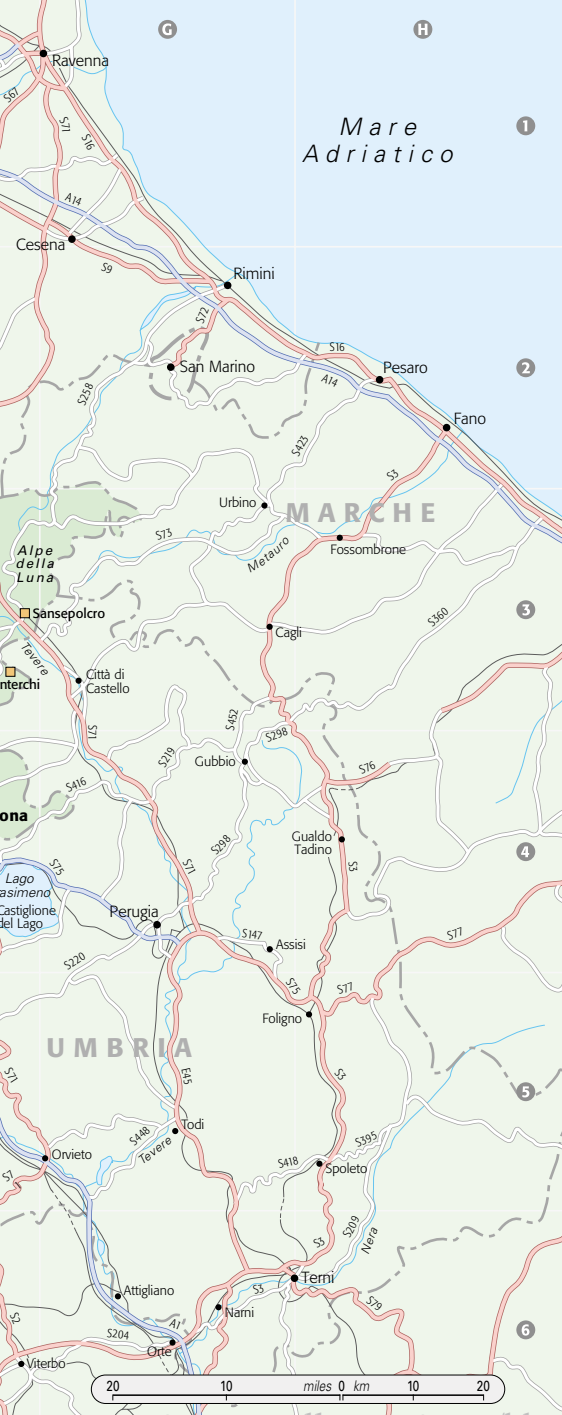 G
H
Ravenna
S67
S71
S16
Mare
Adriatico
1
A14
Cesena
S9
Rimini
S72
S16
San Marino
A14
Pesaro
2
S258
Fano
S423
S3
Urbino
MARCHE
S73
Metauro
Fossombrone
Alpe
della
Luna
Sansepolcro
3
S360
Cagli
Tevere
nterchi
Città di
Castello
S452
S71
S298
S219
Gubbio
S76
S416
ona
Gualdo
Tadino
S298
4
S75
S71
S3
Lago
rasimeno
Castiglione
del Lago
Perugia
S147
Assisi
S77
S220
S75
S77
Foligno
UMBRIA
S71
E45
S3
5
Todi
S448
Tevere
S395
Orvieto
S418
Spoleto
S7
S209
Nera
S3
Terni
Attigliano
S3
S79
Narni
S2
A1
S204
6
Orte
Viterbo
20
10
miles 0 km
10
20